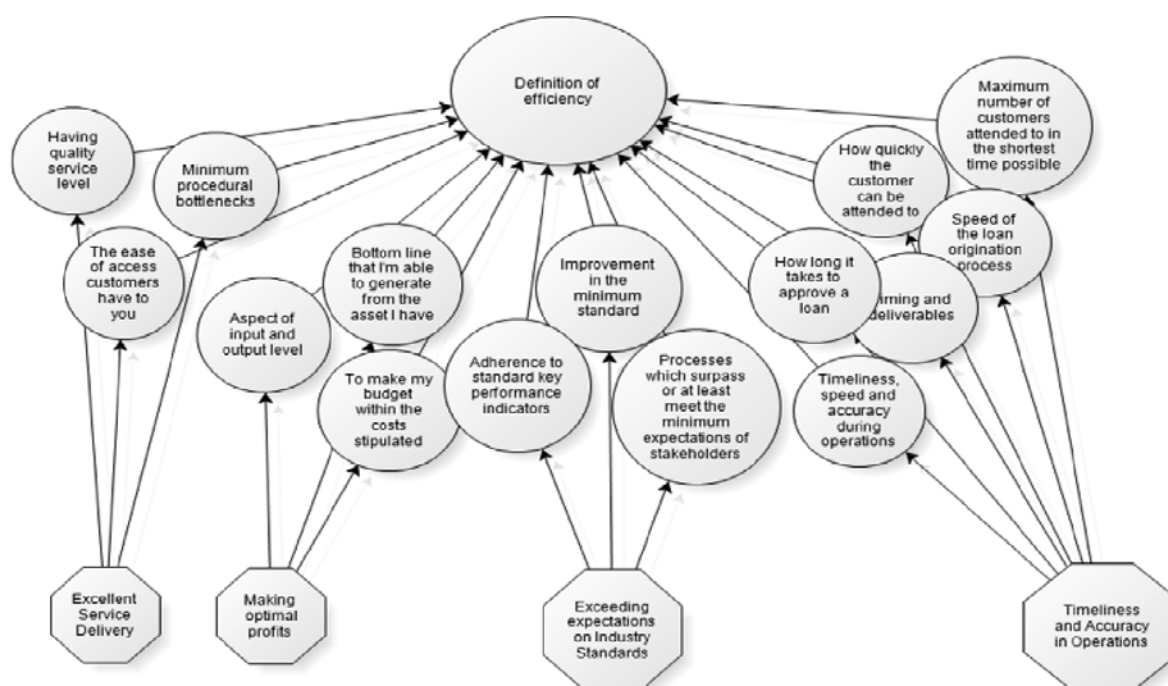 Definition of
efficiency
Having
quality
service
level
Minimum
procedural
bottlenecks
The ease
of access
customers
have to
you
Aspect of
input and
output level
Bottom line
that I'm able
to generate
from the
asset I have
To make my
budget
within the
costs
stipulated
Adherence to
standard key
performance
indicators
Improvement
in the
minimum
standard
Processes
which surpass
or at least
meet the
minimum
expectations of
stakeholders
How long it
takes to
approve a
loan
Timeliness,
speed and
accuracy
during
operations
How quickly
the
customer
can be
attended to
Maximum
number of
customers
attended to in
the shortest
time possible
Speed of
the loan
origination
process
and
deliverables
Excellent
Service
Delivery
Making
optimal
profits
Exceeding
expectations
on Industry
Standards
Timeliness
and Accuracy
in Operations